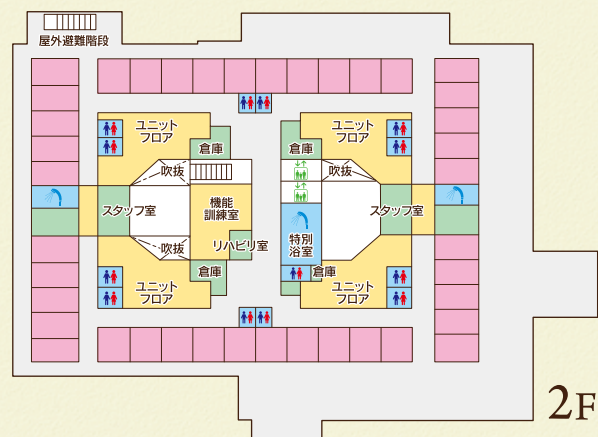 屋外避難階段
ユニット
フロア
ユニット
フロア
倉庫
倉庫
吹抜
吹抜
機能
訓練室
スタッフ室
スタッフ室
特別
浴室
リハビリ室
吹抜
倉庫
倉庫
ユニット
フロア
ユニット
フロア
2F